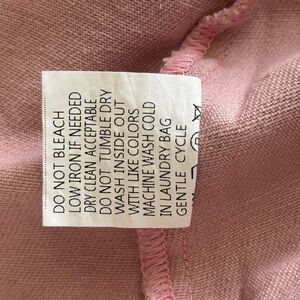 DO NOT BLEACH
LOW IRON IF NEEDED
DRY CLEAN ACCEPTABLE
DO NOT TUMBLE DRY
WASH INSIDE OUT
WITH LIKE COLORS
MACHINE WASH COLD
IN LAUNDRY BAG
GENTLE CYCLE